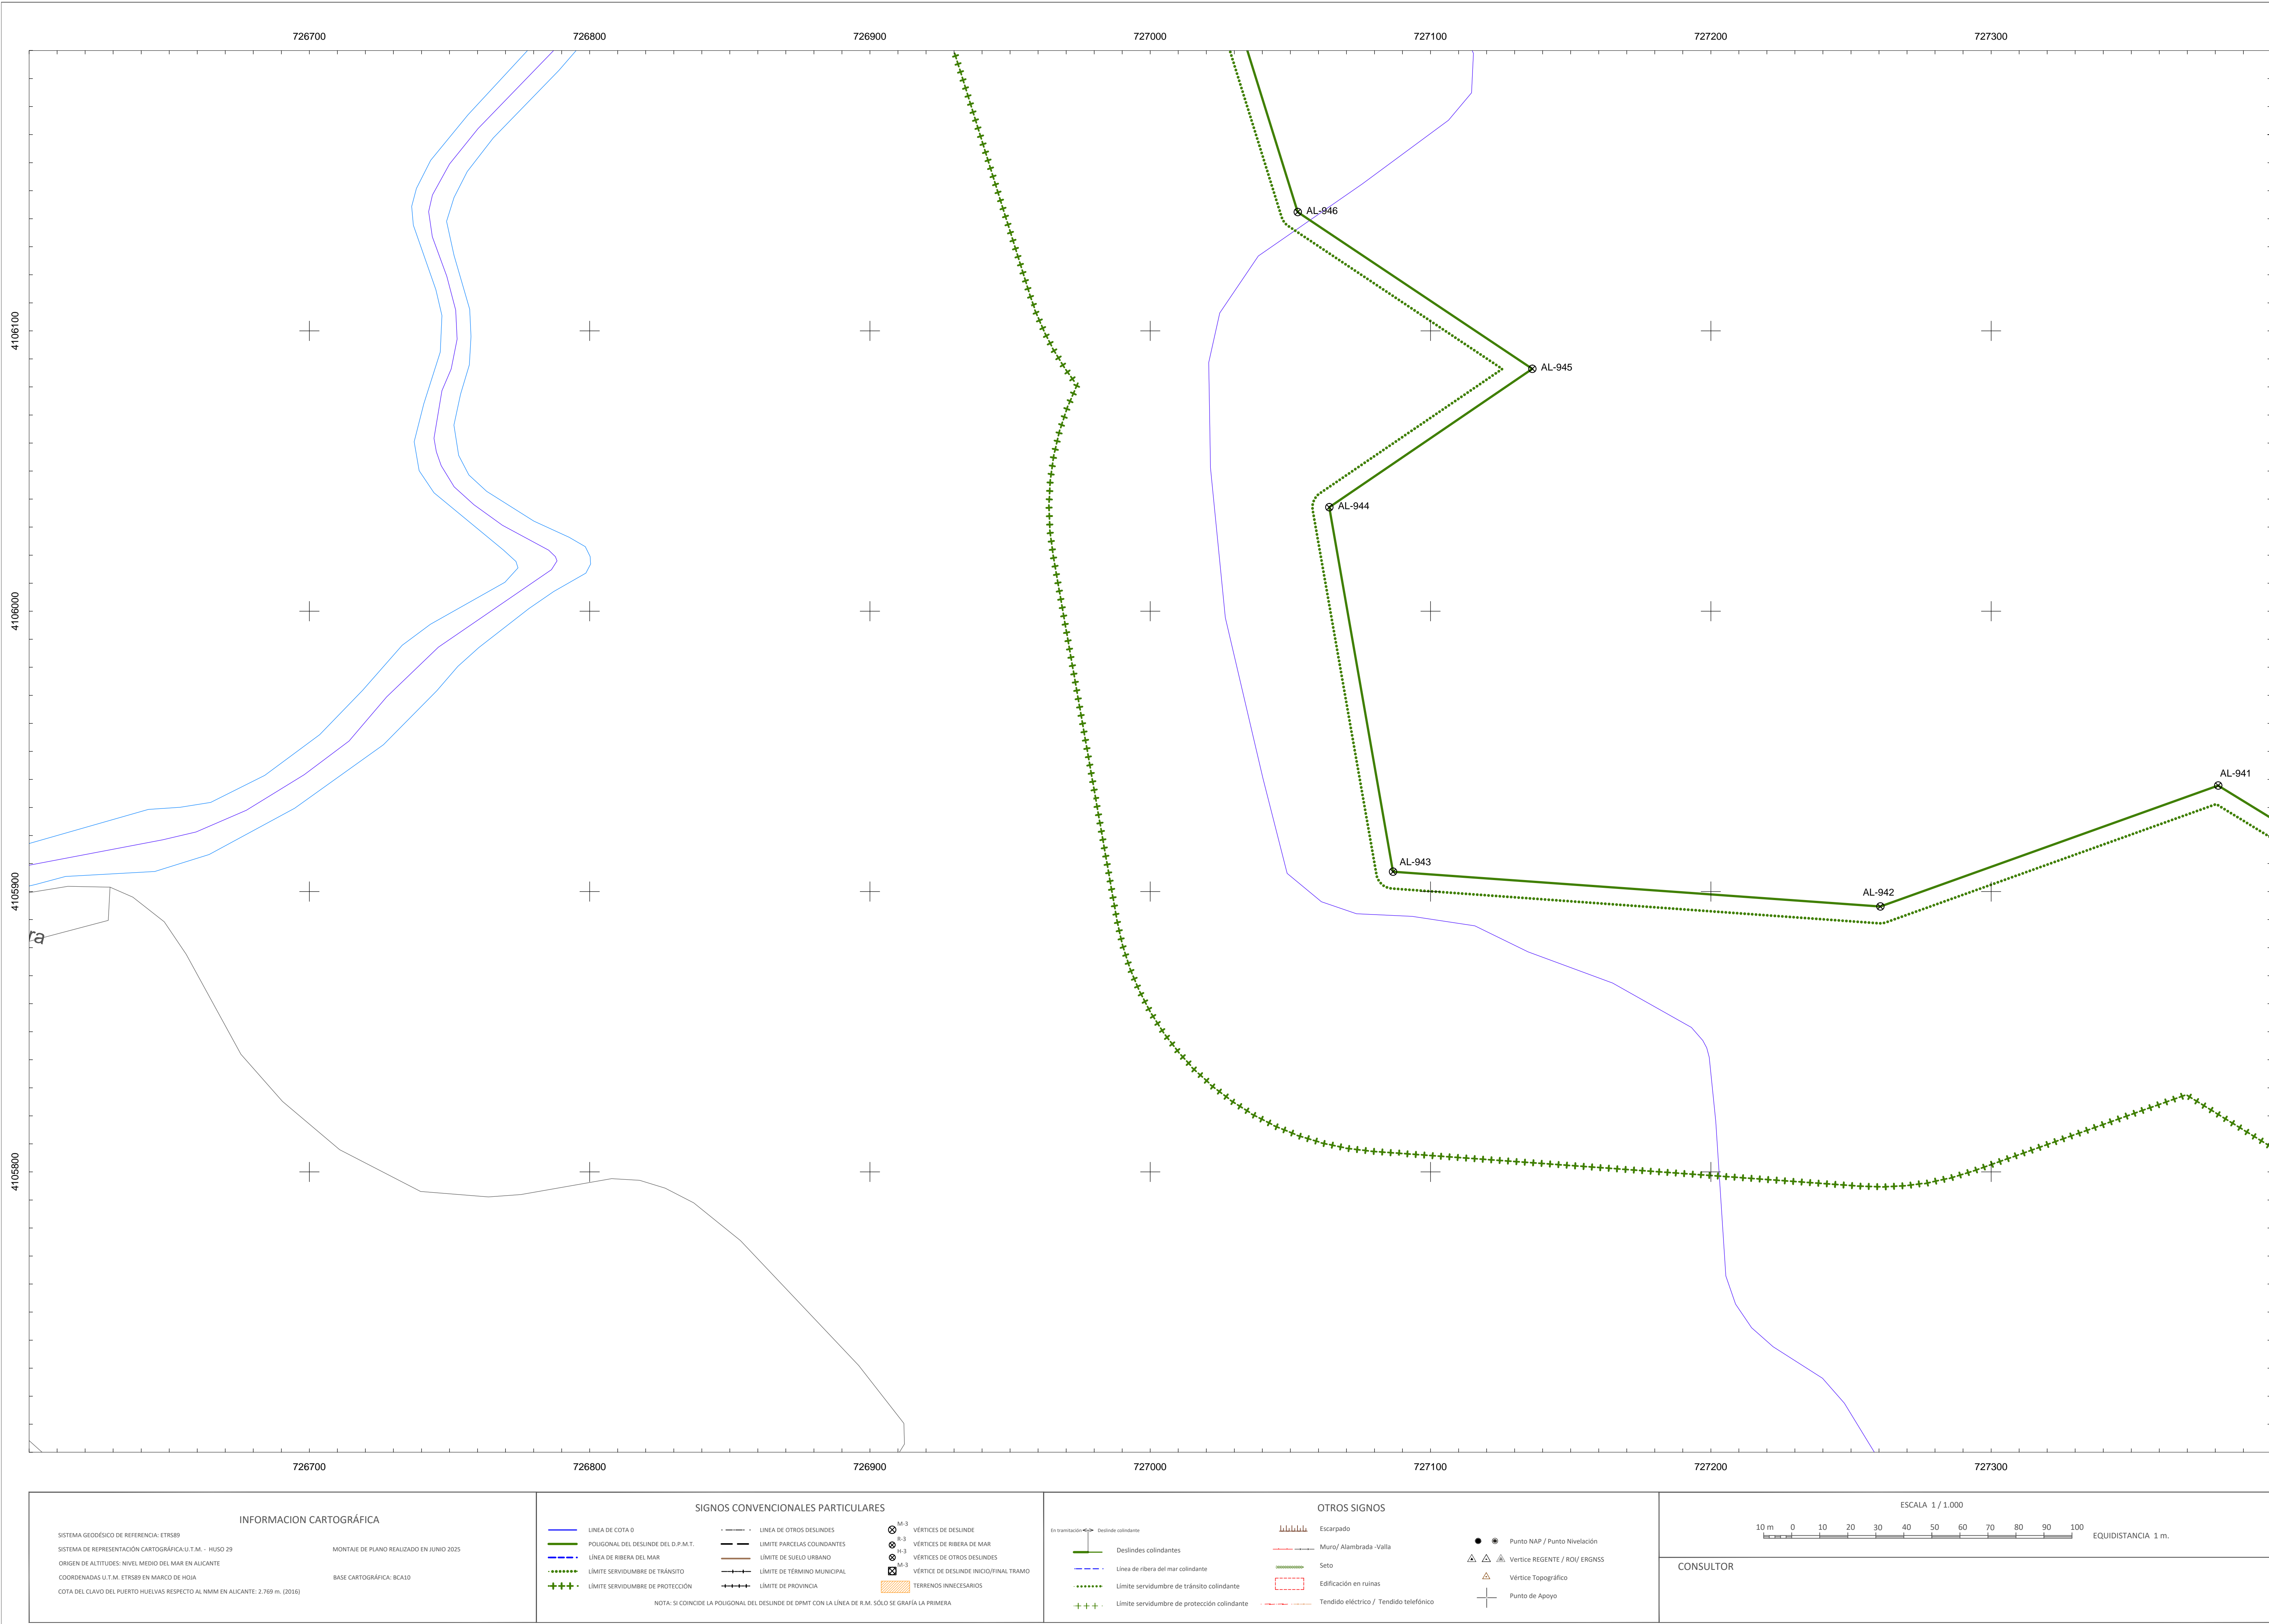 726700 726800 726900 727000 727100 727200 727300
AL-946
4106100
AL-945
AL-944
4106000
AL-941
AL-943
4105900
AL-942
ra
4105800
726700 726800 726900 727000 727100 727200 727300
INFORMACION CARTOGRÁFICA
SISTEMA GEODÉSICO DE REFERENCIA: ETRS89
SISTEMA DE REPRESENTACIÓN CARTOGRÁFICA:U.T.M. - HUSO 29
MONTAJE DE PLANO REALIZADO EN JUNIO 2025
ORIGEN DE ALTITUDES: NIVEL MEDIO DEL MAR EN ALICANTE
COORDENADAS U.T.M. ETRS89 EN MARCO DE HOJA
BASE CARTOGRÁFICA: BCA10
COTA DEL CLAVO DEL PUERTO HUELVAS RESPECTO AL NMM EN ALICANTE: 2.769 m. (2016)
SIGNOS CONVENCIONALES PARTICULARES
LINEA DE COTA 0
POLIGONAL DEL DESLINDE DEL D.P.M.T.
LÍNEA DE RIBERA DEL MAR
LÍMITE SERVIDUMBRE DE TRÁNSITO
LÍMITE SERVIDUMBRE DE PROTECCIÓN
LINEA DE OTROS DESLINDES
LIMITE PARCELAS COLINDANTES
LÍMITE DE SUELO URBANO
LÍMITE DE TÉRMINO MUNICIPAL
LÍMITE DE PROVINCIA
M-3 VÉRTICES DE DESLINDE
R-3 VÉRTICES DE RIBERA DE MAR
H-3 VÉRTICES DE OTROS DESLINDES
M-3 VÉRTICE DE DESLINDE INICIO/FINAL TRAMO
TERRENOS INNECESARIOS
NOTA: SI COINCIDE LA POLIGONAL DEL DESLINDE DE DPMT CON LA LÍNEA DE R.M. SÓLO SE GRAFÍA LA PRIMERA
OTROS SIGNOS
En tramitación Deslinde colindante
Deslindes colindantes
Línea de ribera del mar colindante
Límite servidumbre de tránsito colindante
Límite servidumbre de protección colindante
Escarpado
Muro/ Alambrada -Valla
Seto
Edificación en ruinas
Tendido eléctrico / Tendido telefónico
Punto NAP / Punto Nivelación
Vertice REGENTE / ROI/ ERGNSS
Vértice Topográfico
Punto de Apoyo
ESCALA 1 / 1.000
10 m 0 10 20 30 40 50 60 70 80 90 100
EQUIDISTANCIA 1 m.
CONSULTOR